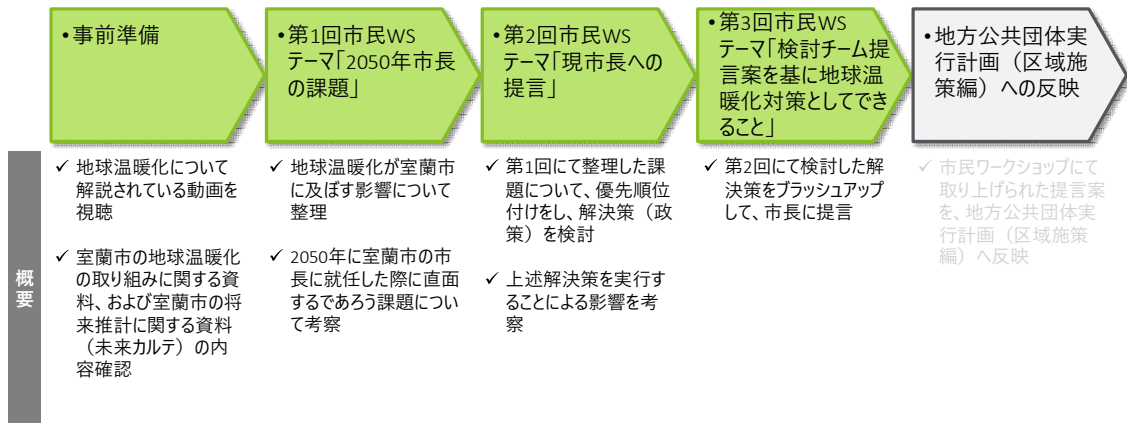 •事前準備
•第1回市民WS
テーマ「2050年市長
の課題」
•第2回市民WS
テーマ「現市長への
提言」
•第3回市民WS
テーマ「検討チーム提
言案を基に地球温
暖化対策としてでき
ること」
•地方公共団体実
行計画（区域施
策編）への反映
概要
✓ 地球温暖化について
解説されている動画を
視聴
✓ 室蘭市の地球温暖化
の取り組みに関する資
料、および室蘭市の将
来推計に関する資料
（未来カルテ）の内
容確認
✓ 地球温暖化が室蘭市
に及ぼす影響について
整理
✓ 2050年に室蘭市の市
長に就任した際に直面
するであろう課題につい
て考察
✓ 第1回にて整理した課
題について、優先順位
付けをし、解決策（政
策）を検討
✓ 上述解決策を実行す
ることによる影響を考
察
✓ 第2回にて検討した解
決策をブラッシュアップ
して、市長に提言
✓ 市民ワークショップにて
取り上げられた提言案
を、地方公共団体実
行計画（区域施策
編）へ反映